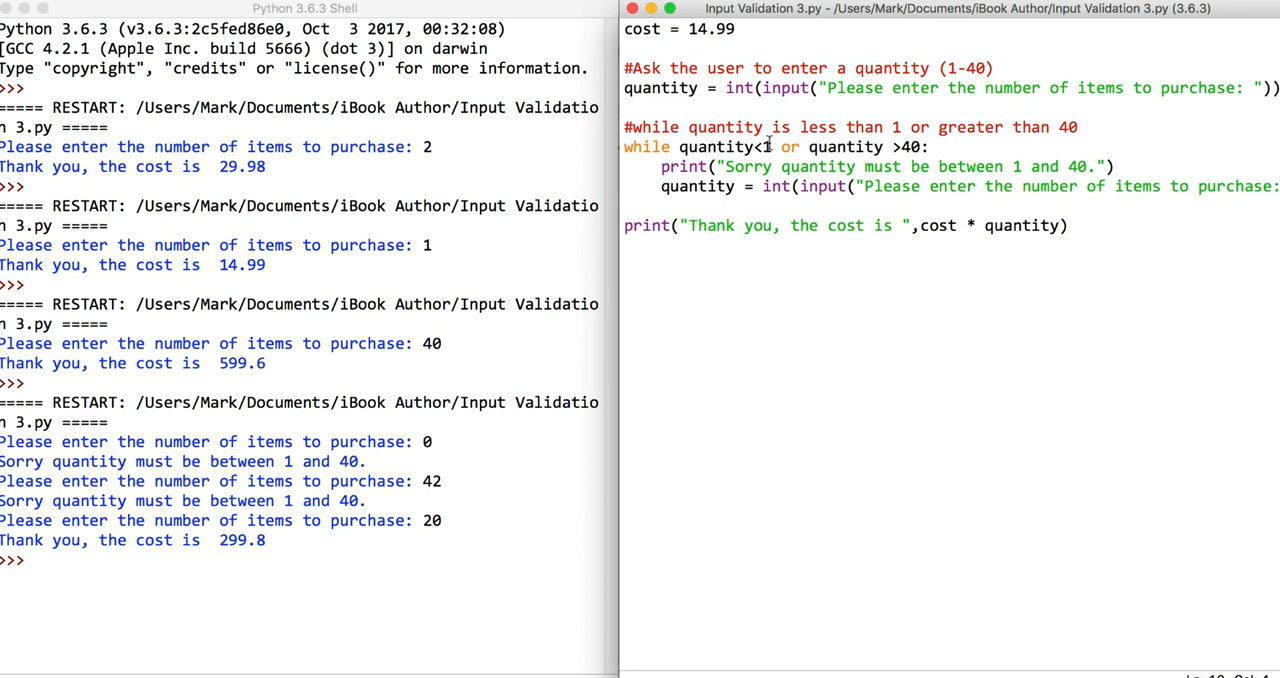 Python 3.6.3 Shell
Python 3.6.3 (v3.6.3:2c5fed86e0, Oct  3 2017, 00:32:08)
[GCC 4.2.1 (Apple Inc. build 5666) (dot 3)] on darwin
Type "copyright", "credits" or "license()" for more information.
>>>
===== RESTART: /Users/Mark/Documents/iBook Author/Input Validatio
n 3.py =====
Please enter the number of items to purchase: 2
Thank you, the cost is  29.98
>>>
===== RESTART: /Users/Mark/Documents/iBook Author/Input Validatio
n 3.py =====
Please enter the number of items to purchase: 1
Thank you, the cost is  14.99
>>>
===== RESTART: /Users/Mark/Documents/iBook Author/Input Validatio
n 3.py =====
Please enter the number of items to purchase: 40
Thank you, the cost is  599.6
>>>
===== RESTART: /Users/Mark/Documents/iBook Author/Input Validatio
n 3.py =====
Please enter the number of items to purchase: 0
Sorry quantity must be between 1 and 40.
Please enter the number of items to purchase: 42
Sorry quantity must be between 1 and 40.
Please enter the number of items to purchase: 20
Thank you, the cost is  299.8
>>>
Input Validation 3.py - /Users/Mark/Documents/iBook Author/Input Validation 3.py (3.6.3)
cost = 14.99
#Ask the user to enter a quantity (1-40)
quantity = int(input("Please enter the number of items to purchase: "))
#while quantity is less than 1 or greater than 40
while quantity<1 or quantity >40:
    print("Sorry quantity must be between 1 and 40.")
    quantity = int(input("Please enter the number of items to purchase:
print("Thank you, the cost is ",cost * quantity)